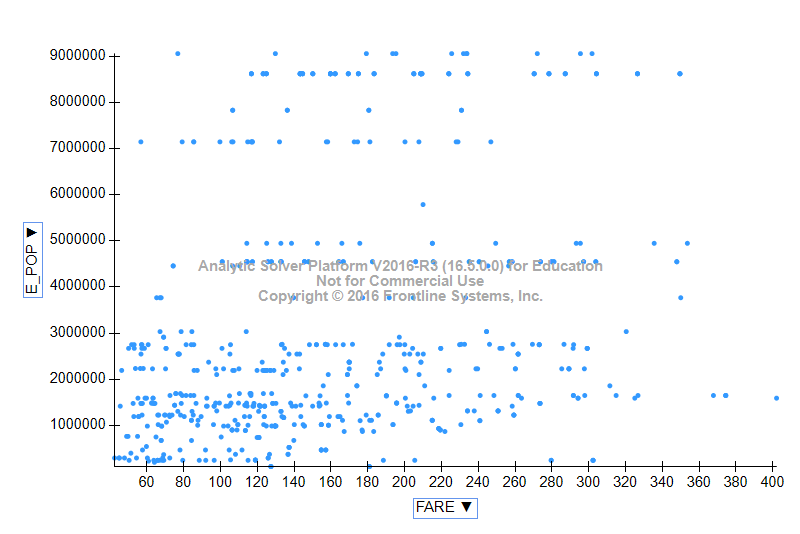 9000000
8000000
7000000
6000000
5000000
4000000
3000000
2000000
1000000
E_POP ▼
Analytic Solver Platform V2016-R3 (16.5.0.0) for Education
Not for Commercial Use
Copyright © 2016 Frontline Systems, Inc.
60 80 100 120 140 160 180 200 220 240 260 280 300 320 340 360 380 400
FARE ▼